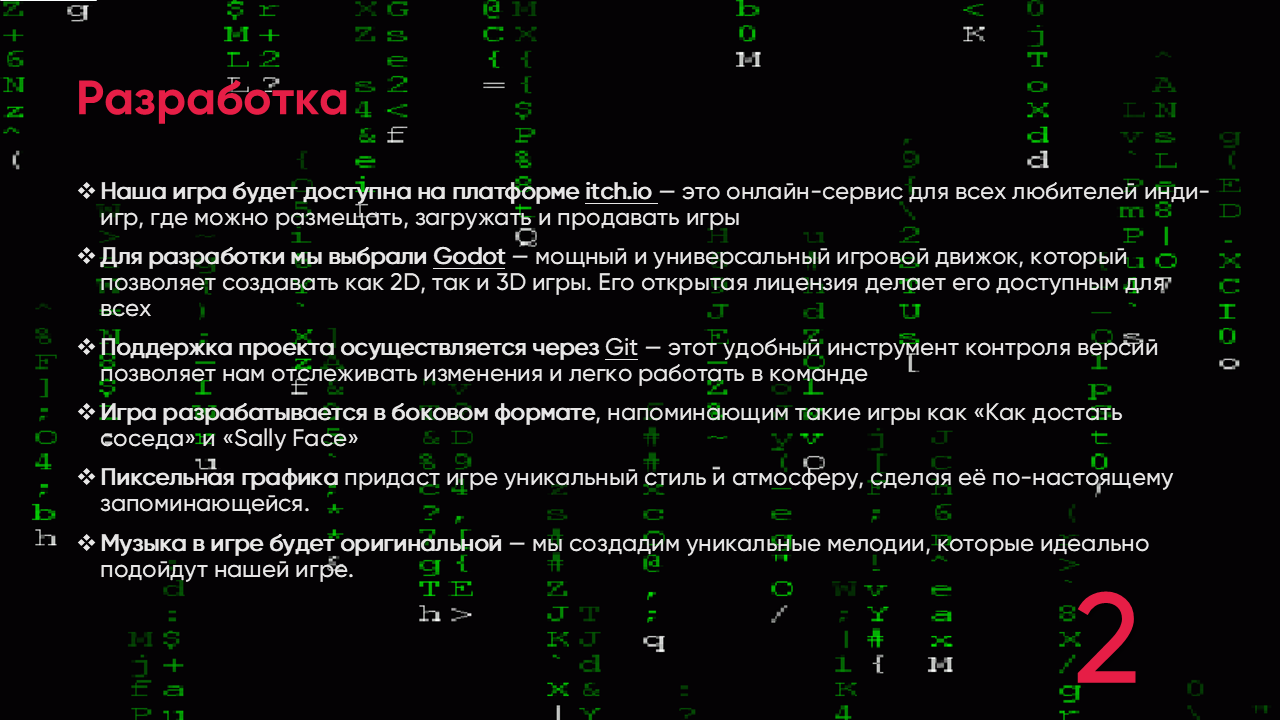 Разработка
❖ Наша игра будет доступна на платформе itch.io — это онлайн-сервис для всех любителей инди-
игр, где можно размещать, загружать и продавать игры
❖ Для разработки мы выбрали Godot — мощный и универсальный игровой движок, который
позволяет создавать как 2D, так и 3D игры. Его открытая лицензия делает его доступным для
всех
❖ Поддержка проекта осуществляется через Git — этот удобный инструмент контроля версий
позволяет нам отслеживать изменения и легко работать в команде
❖ Игра разрабатывается в боковом формате, напоминающим такие игры как «Как достать
соседа» и «Sally Face»
❖ Пиксельная графика придаст игре уникальный стиль и атмосферу, сделая её по-настоящему
запоминающейся.
❖ Музыка в игре будет оригинальной — мы создадим уникальные мелодии, которые идеально
подойдут нашей игре.
2